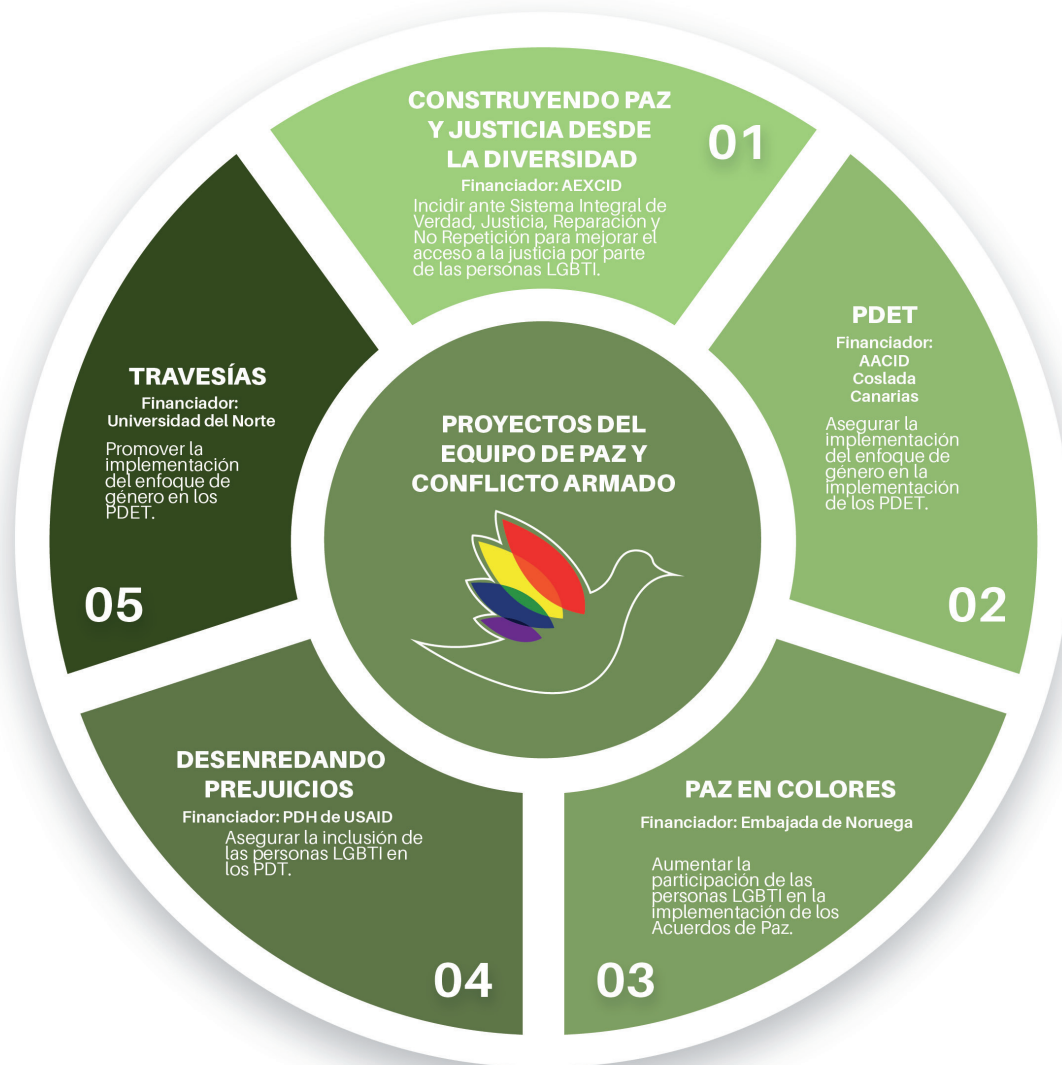 PROYECTOS DEL
EQUIPO DE PAZ Y
CONFLICTO ARMADO
CONSTRUYENDO PAZ
Y JUSTICIA DESDE
LA DIVERSIDAD
01
Financiador: AEXCID
Incidir ante Sistema Integral de
Verdad, Justicia, Reparación y
No Repetición para mejorar el
acceso a la justicia por parte
de las personas LGBTI.
PDET
Financiador:
AACID
Coslada
Canarias
Asegurar la
implementación
del enfoque de
género en la
implementación
de los PDET.
02
PAZ EN COLORES
Financiador: Embajada de Noruega
Aumentar la
participación de las
personas LGBTI en la
implementación de los
Acuerdos de Paz.
03
DESENREDANDO
PREJUICIOS
Financiador: PDH de USAID
Asegurar la inclusión de
las personas LGBTI en
los PDT.
04
TRAVESÍAS
Financiador:
Universidad del Norte
Promover la
implementación
del enfoque de
género en los
PDET.
05